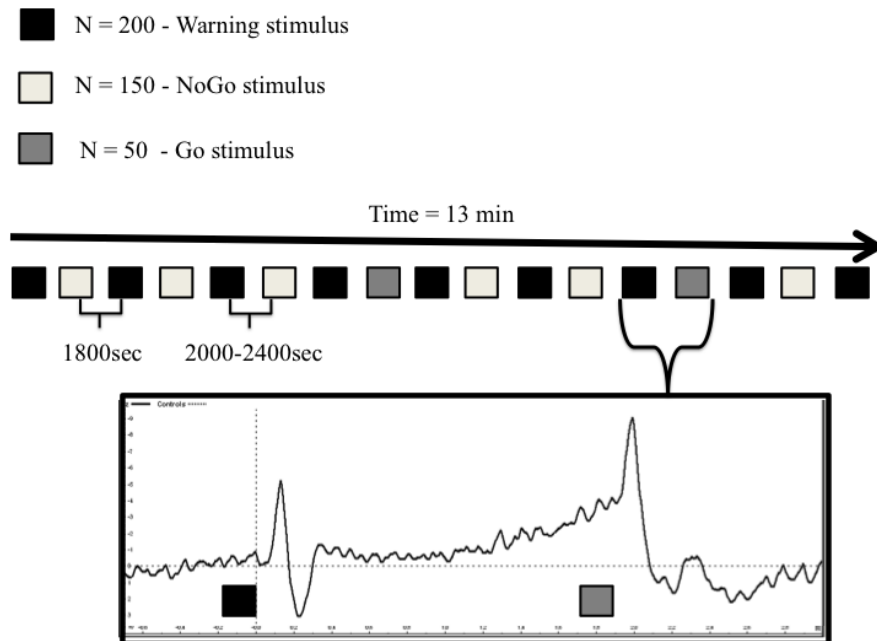 N = 200 - Warning stimulus
N = 150 - NoGo stimulus
N = 50 - Go stimulus
Time = 13 min
1800sec
2000-2400sec
Controls